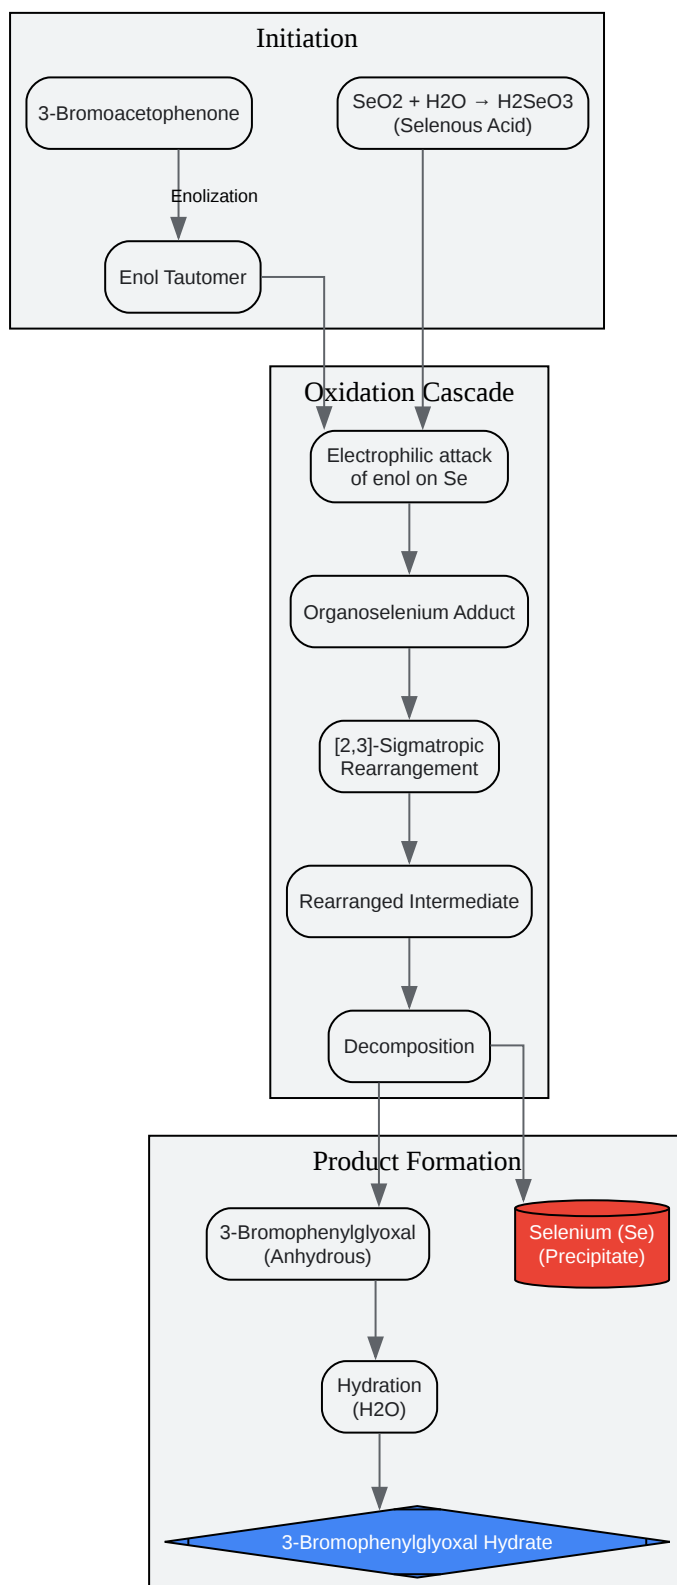 Initiation
3-Bromoacetophenone
SeO2 + H2O → H2SeO3
(Selenous Acid)
Enolization
Enol Tautomer
Oxidation Cascade
Electrophilic attack
of enol on Se
Organoselenium Adduct
[2,3]-Sigmatropic
Rearrangement
Rearranged Intermediate
Decomposition
Product Formation
3-Bromophenylglyoxal
(Anhydrous)
Selenium (Se)
(Precipitate)
Hydration
(H2O)
3-Bromophenylglyoxal Hydrate